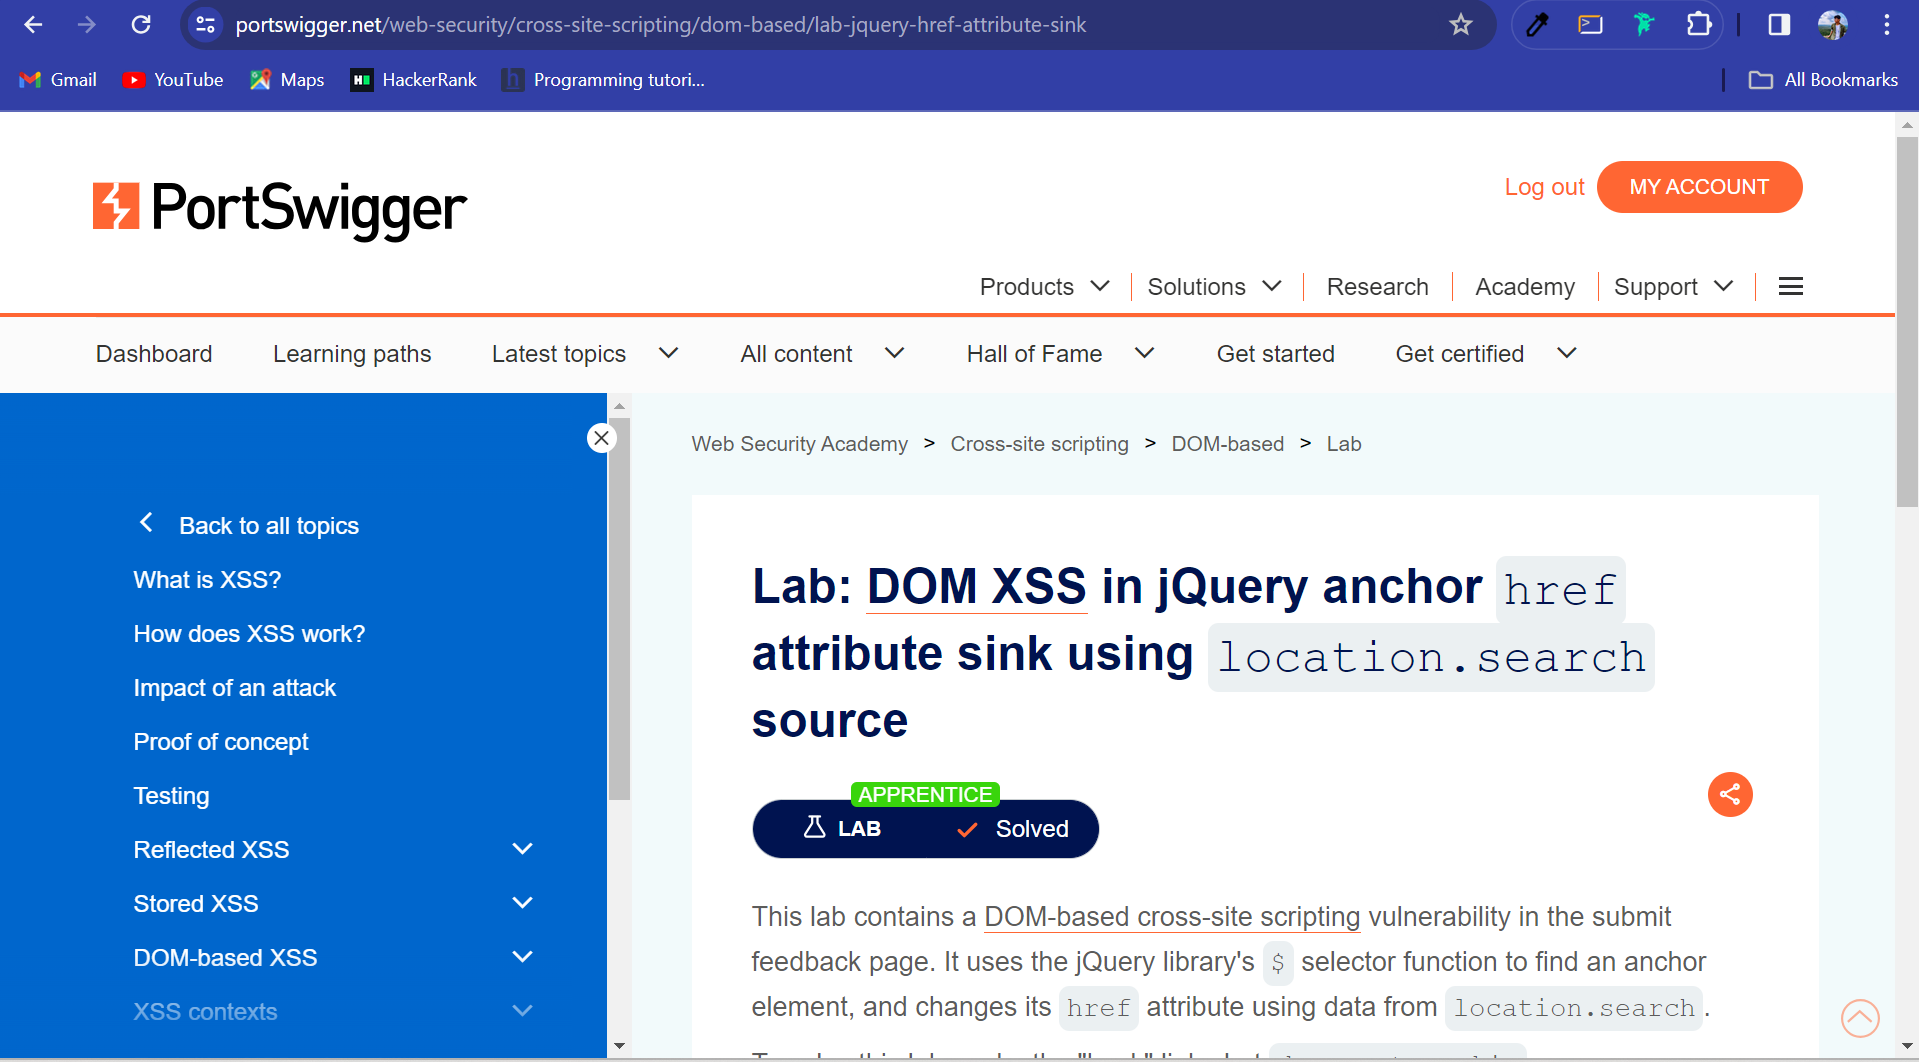 portswigger.net/web-security/cross-site-scripting/dom-based/lab-jquery-href-attribute-sink
Gmail YouTube Maps HackerRank Programming tutori... All Bookmarks
PortSwigger
Log out MY ACCOUNT
Products Solutions Research Academy Support
Dashboard Learning paths Latest topics All content Hall of Fame Get started Get certified
Back to all topics
What is XSS?
How does XSS work?
Impact of an attack
Proof of concept
Testing
Reflected XSS
Stored XSS
DOM-based XSS
XSS contexts
Web Security Academy > Cross-site scripting > DOM-based > Lab
Lab: DOM XSS in jQuery anchor href
attribute sink using location.search
source
APPRENTICE
LAB Solved
This lab contains a DOM-based cross-site scripting vulnerability in the submit
feedback page. It uses the jQuery library's $ selector function to find an anchor
element, and changes its href attribute using data from location.search.